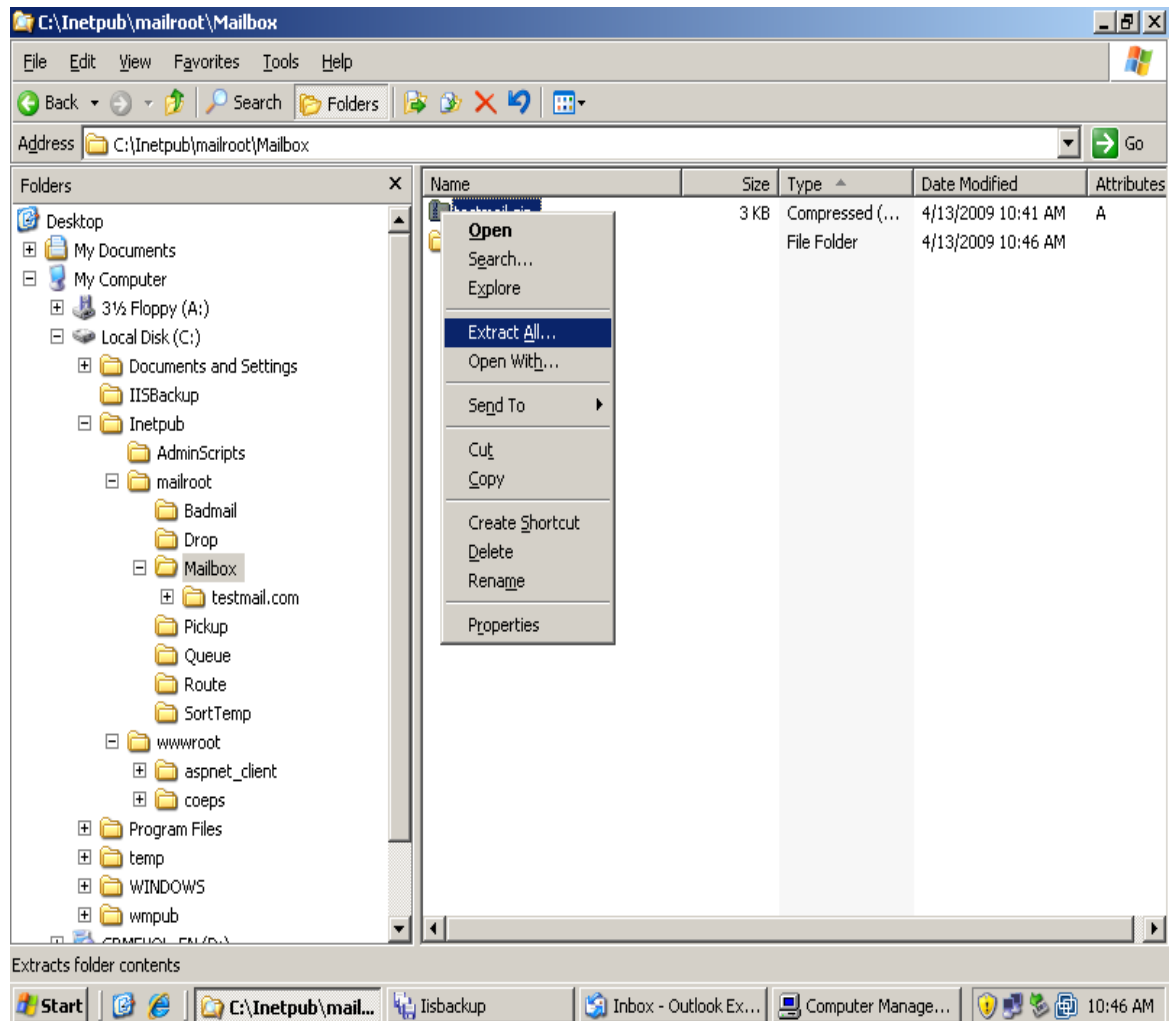 C:\Inetpub\mailroot\Mailbox
File Edit View Favorites Tools Help
Back Search Folders
Address C:\Inetpub\mailroot\Mailbox Go
Folders
Name Size Type Date Modified Attributes
3 KB Compressed (... 4/13/2009 10:41 AM A
File Folder 4/13/2009 10:46 AM
Open
Search...
Explore
Extract All...
Open With...
Send To
Cut
Copy
Create Shortcut
Delete
Rename
Properties
Desktop
My Documents
My Computer
3½ Floppy (A:)
Local Disk (C:)
Documents and Settings
IISBackup
Inetpub
AdminScripts
mailroot
Badmail
Drop
Mailbox
testmail.com
Pickup
Queue
Route
SortTemp
wwwroot
aspnet_client
coeps
Program Files
temp
WINDOWS
wmpub
Extracts folder contents
Start C:\Inetpub\mail... Iisbackup Inbox - Outlook Ex... Computer Manage... 10:46 AM